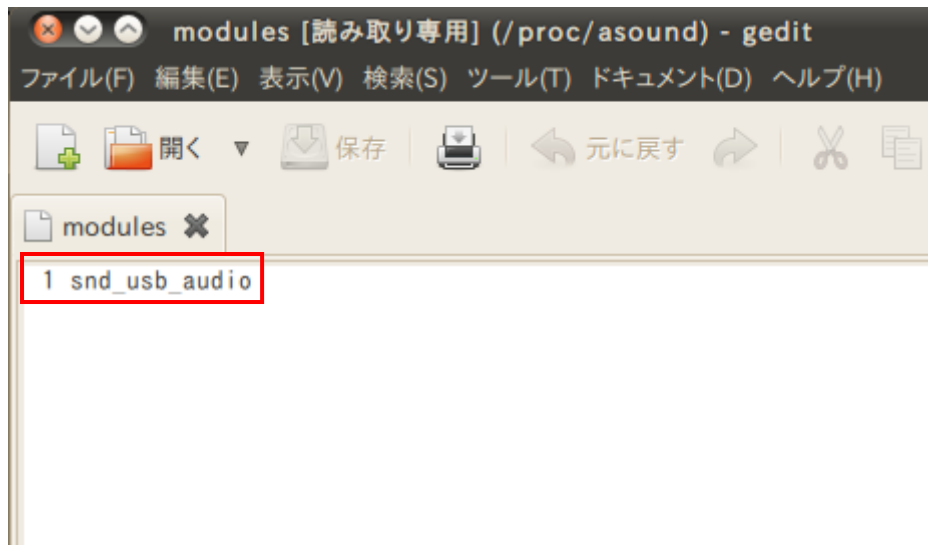 modules [読み取り専用] (/proc/asound) - gedit
ファイル(F) 編集(E) 表示(V) 検索(S) ツール(T) ドキュメント(D) ヘルプ(H)
開く 保存 元に戻す
modules
1 snd_usb_audio